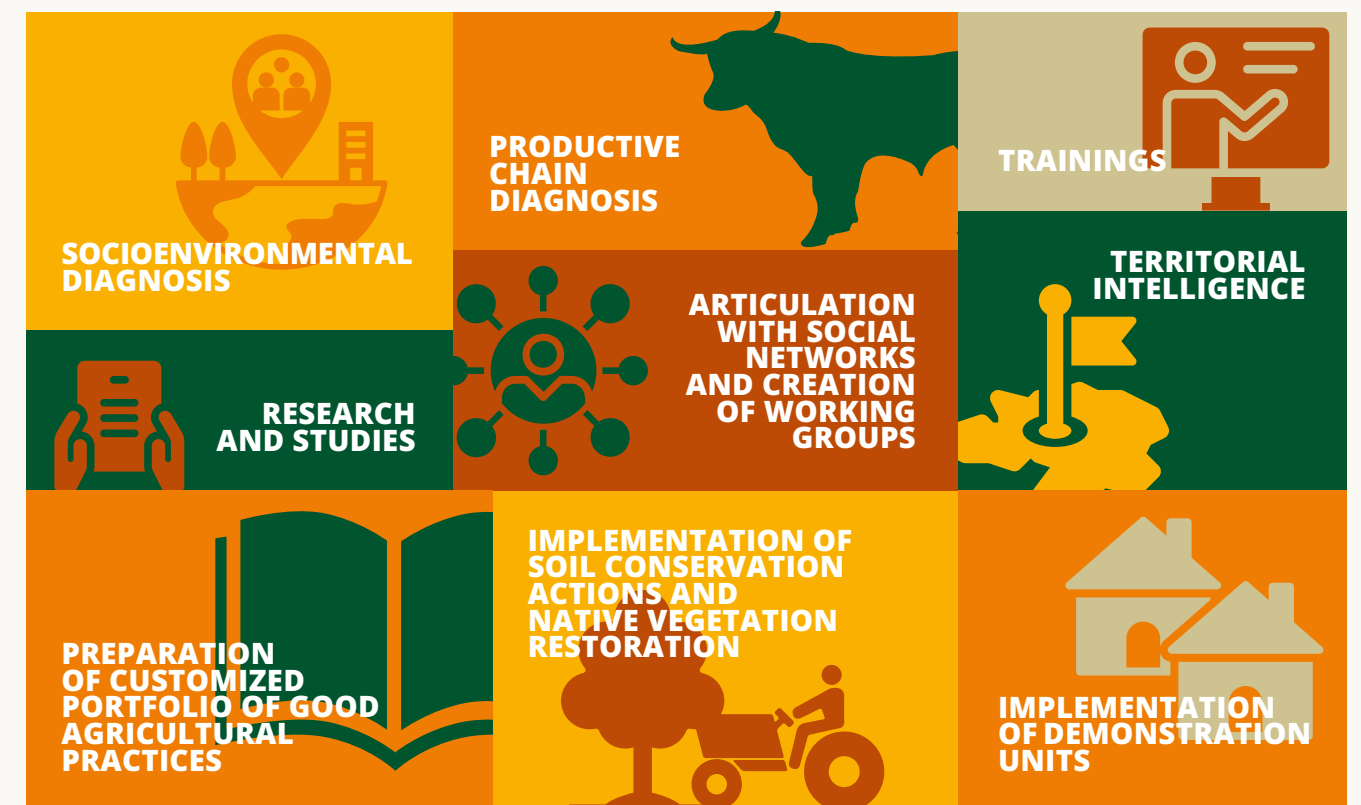 SOCIOENVIRONMENTAL
DIAGNOSIS
PRODUCTIVE
CHAIN
DIAGNOSIS
TRAININGS
TERRITORIAL
INTELLIGENCE
RESEARCH
AND STUDIES
ARTICULATION
WITH SOCIAL
NETWORKS
AND CREATION
OF WORKING
GROUPS
PREPARATION
OF CUSTOMIZED
PORTFOLIO OF GOOD
AGRICULTURAL
PRACTICES
IMPLEMENTATION OF
SOIL CONSERVATION
ACTIONS AND
NATIVE VEGETATION
RESTORATION
IMPLEMENTATION
OF DEMONSTRATION
UNITS